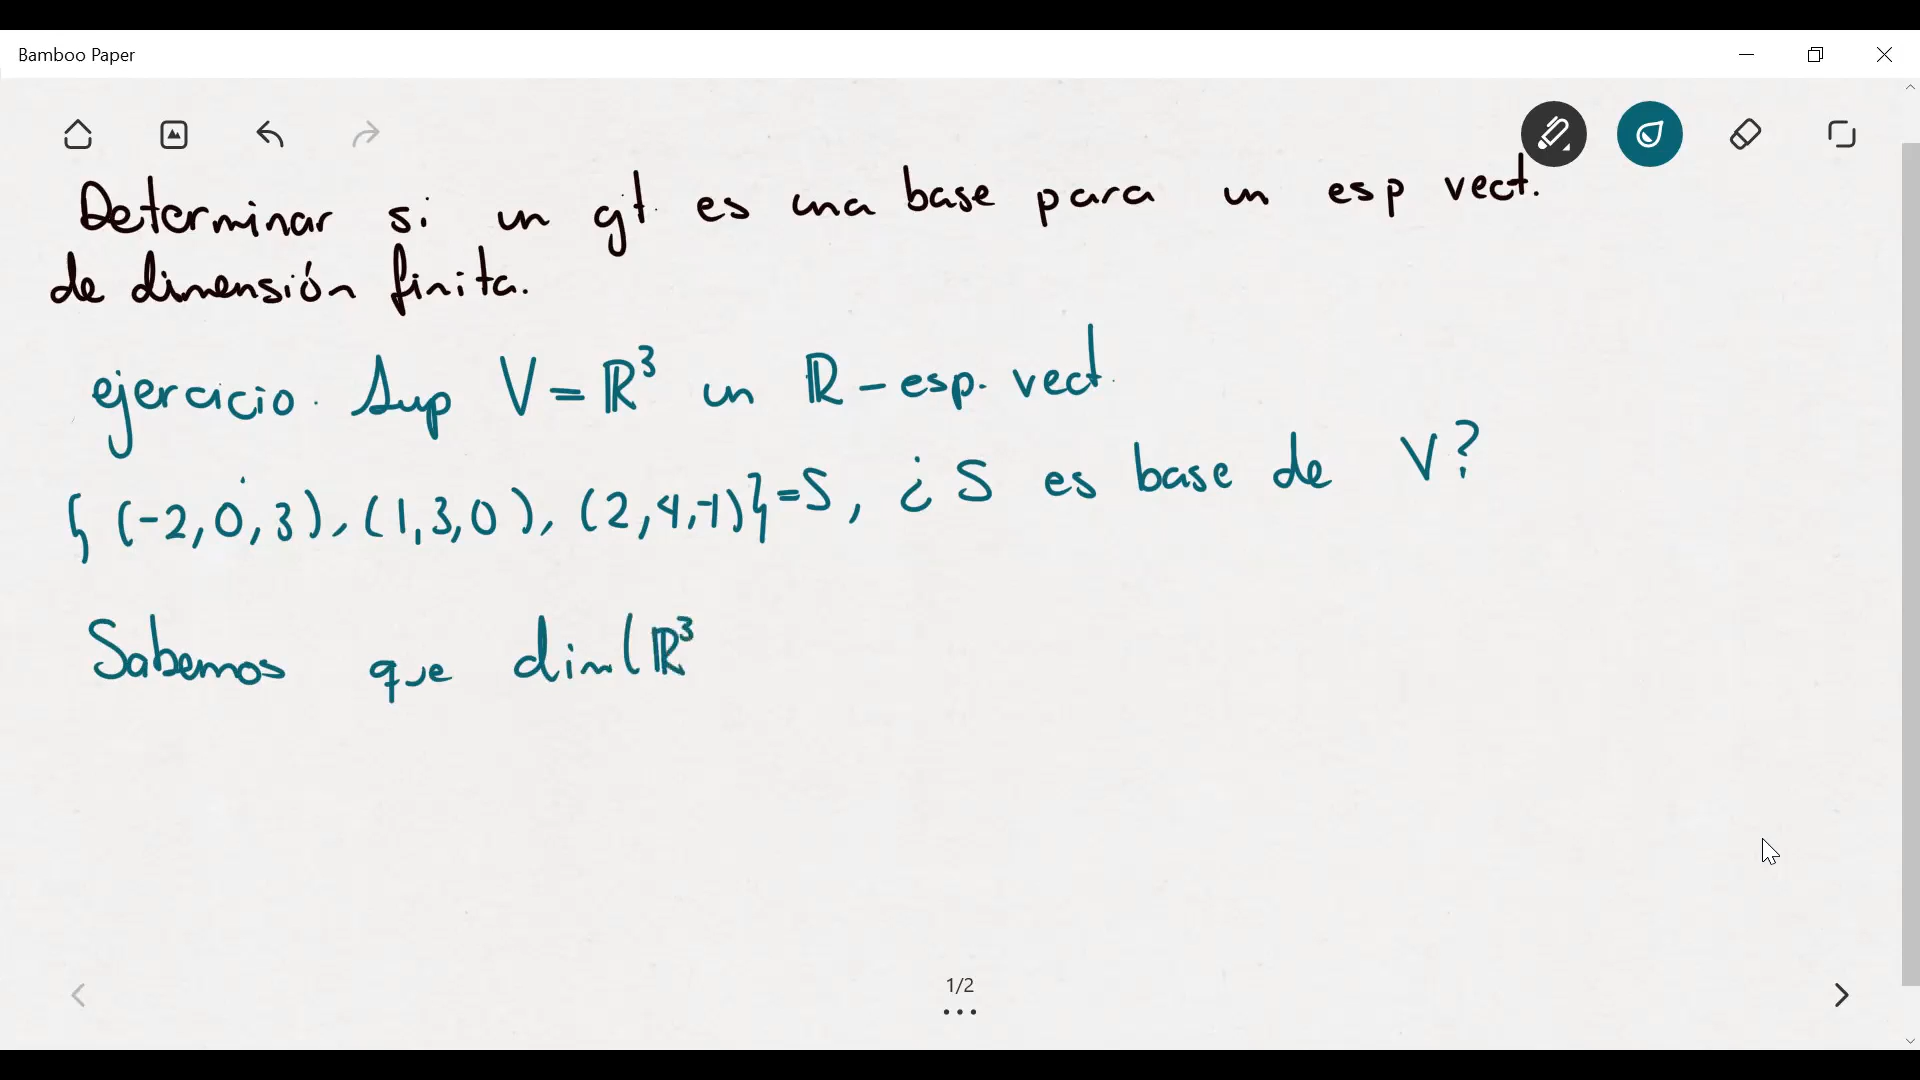 Bamboo Paper
Determinar si un gt. es una base para un esp vect.
de dimensión finita.
ejercicio. Sup V = ℝ³ un ℝ - esp. vect.
{ (-2, 0, 3), (1, 3, 0), (2, 4, -1)} = S, ¿ S es base de V?
Sabemos que dim(ℝ³
1/2